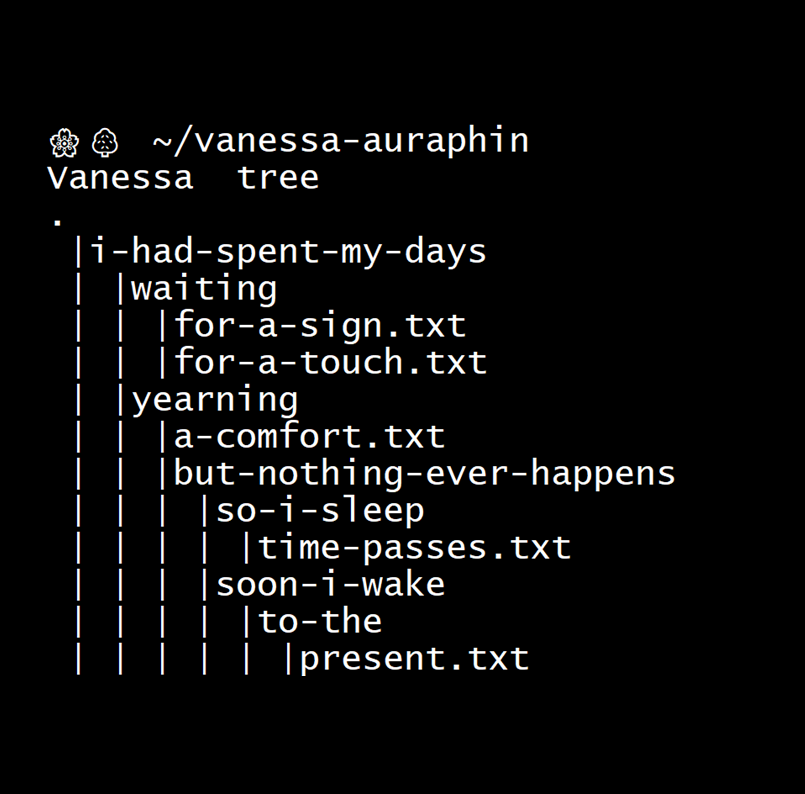 🌸🌳 ~/vanessa-auraphin
Vanessa  tree
.
 |i-had-spent-my-days
 | |waiting
 | | |for-a-sign.txt
 | | |for-a-touch.txt
 | |yearning
 | | |a-comfort.txt
 | | |but-nothing-ever-happens
 | | | |so-i-sleep
 | | | | |time-passes.txt
 | | | |soon-i-wake
 | | | | |to-the
 | | | | | |present.txt